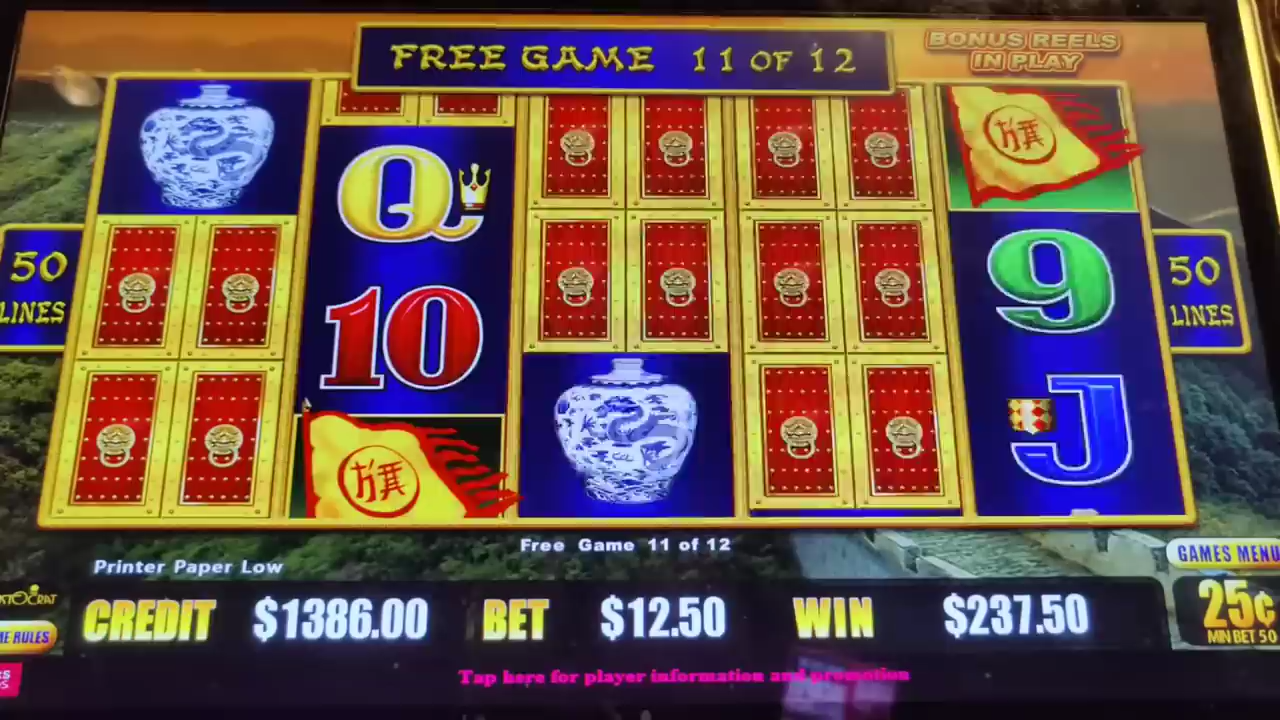 FREE GAME 11 OF 12
BONUS REELS
IN PLAY
旗
Q
9
50
LINES
50
LINES
10
J
旗
Free Game 11 of 12
Printer Paper Low
GAMES MENU
CREDIT $1386.00 BET $12.50 WIN $237.50
25¢
MIN BET 50
Tap here for player information and promotion